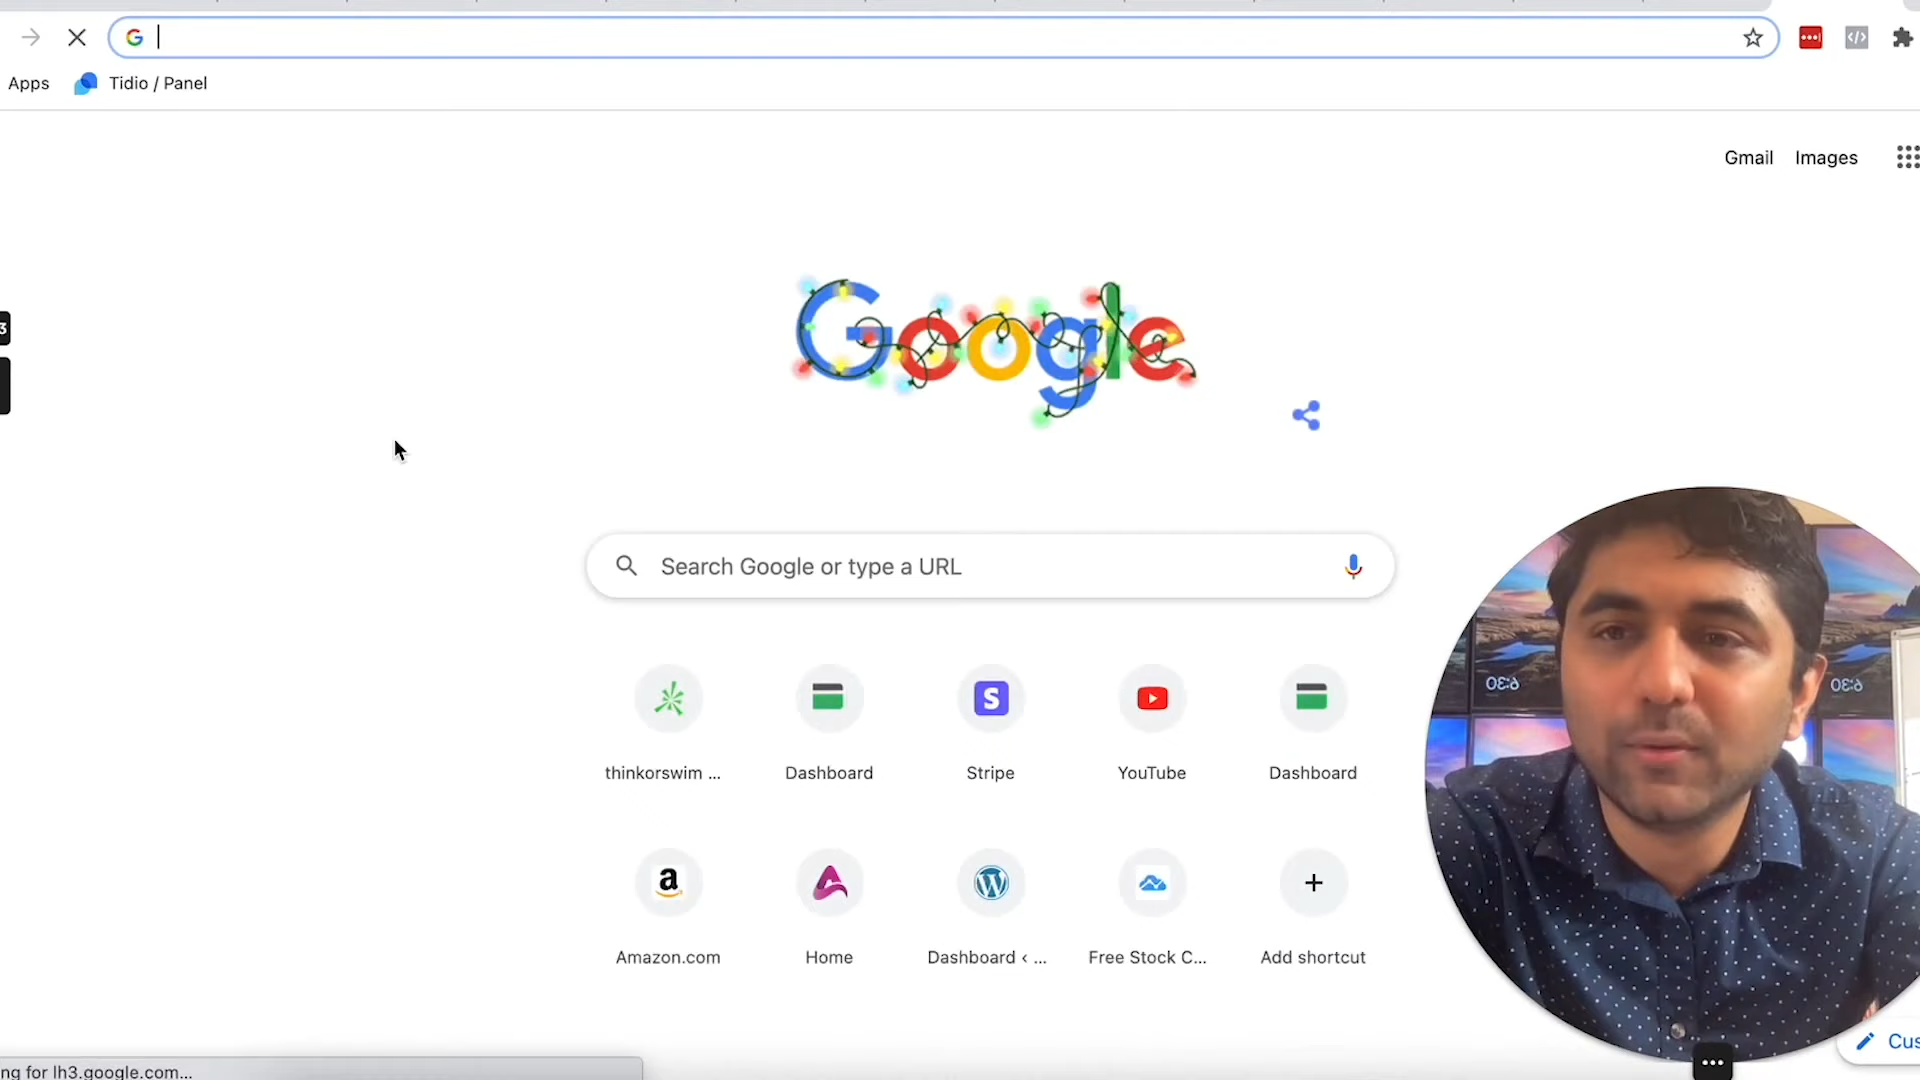 Apps
Tidio / Panel
Gmail Images
3
Google
Search Google or type a URL
thinkorswim ...
Dashboard
S
Stripe
YouTube
Dashboard
a
Amazon.com
Home
Dashboard ‹ ...
Free Stock C...
Add shortcut
Cus
ng for lh3.google.com...